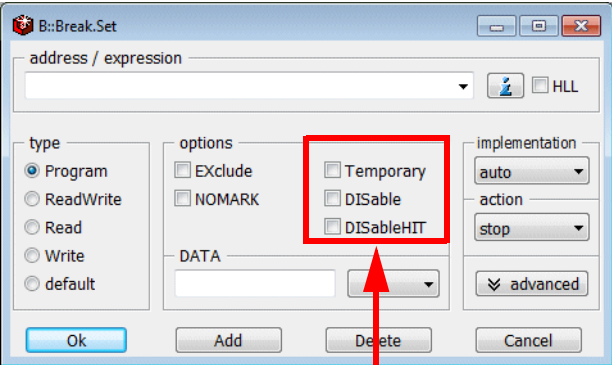 B::Break.Set
address / expression
HLL
type
options
implementation
Program
EXclude
Temporary
auto
ReadWrite
NOMARK
DISable
action
Read
DISableHIT
stop
Write
DATA
default
advanced
Ok
Add
Delete
Cancel